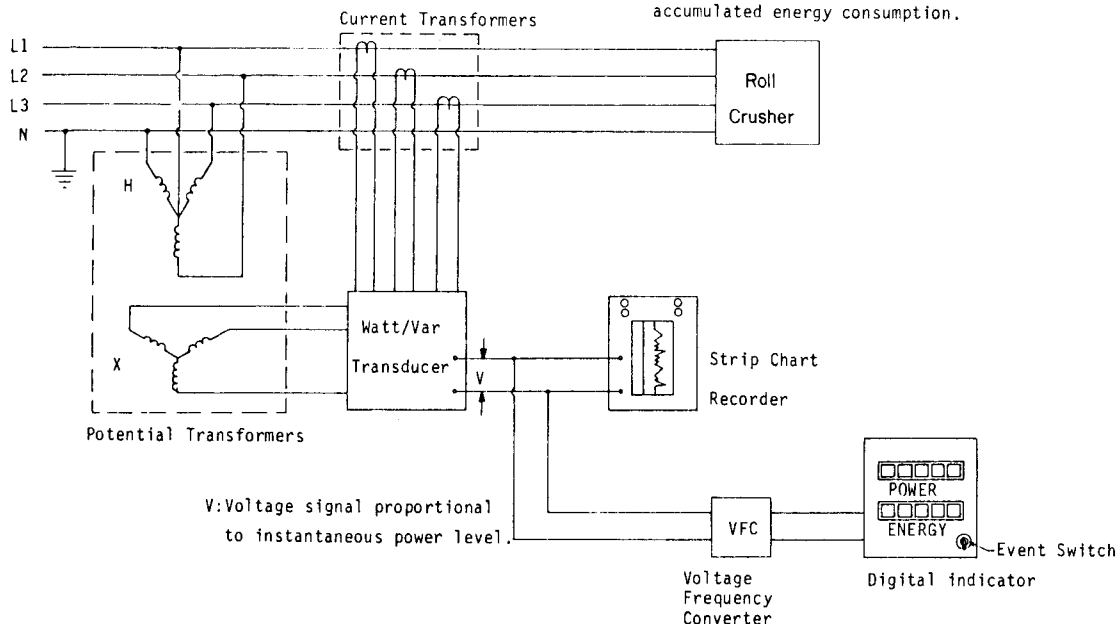 accumulated energy consumption.
Current Transformers
L1
L2
L3
N
Roll
Crusher
H
X
Potential Transformers
Watt/Var
Transducer
V
Strip Chart
Recorder
V:Voltage signal proportional
to instantaneous power level.
VFC
Voltage
Frequency
Converter
POWER
ENERGY
Event Switch
Digital indicator